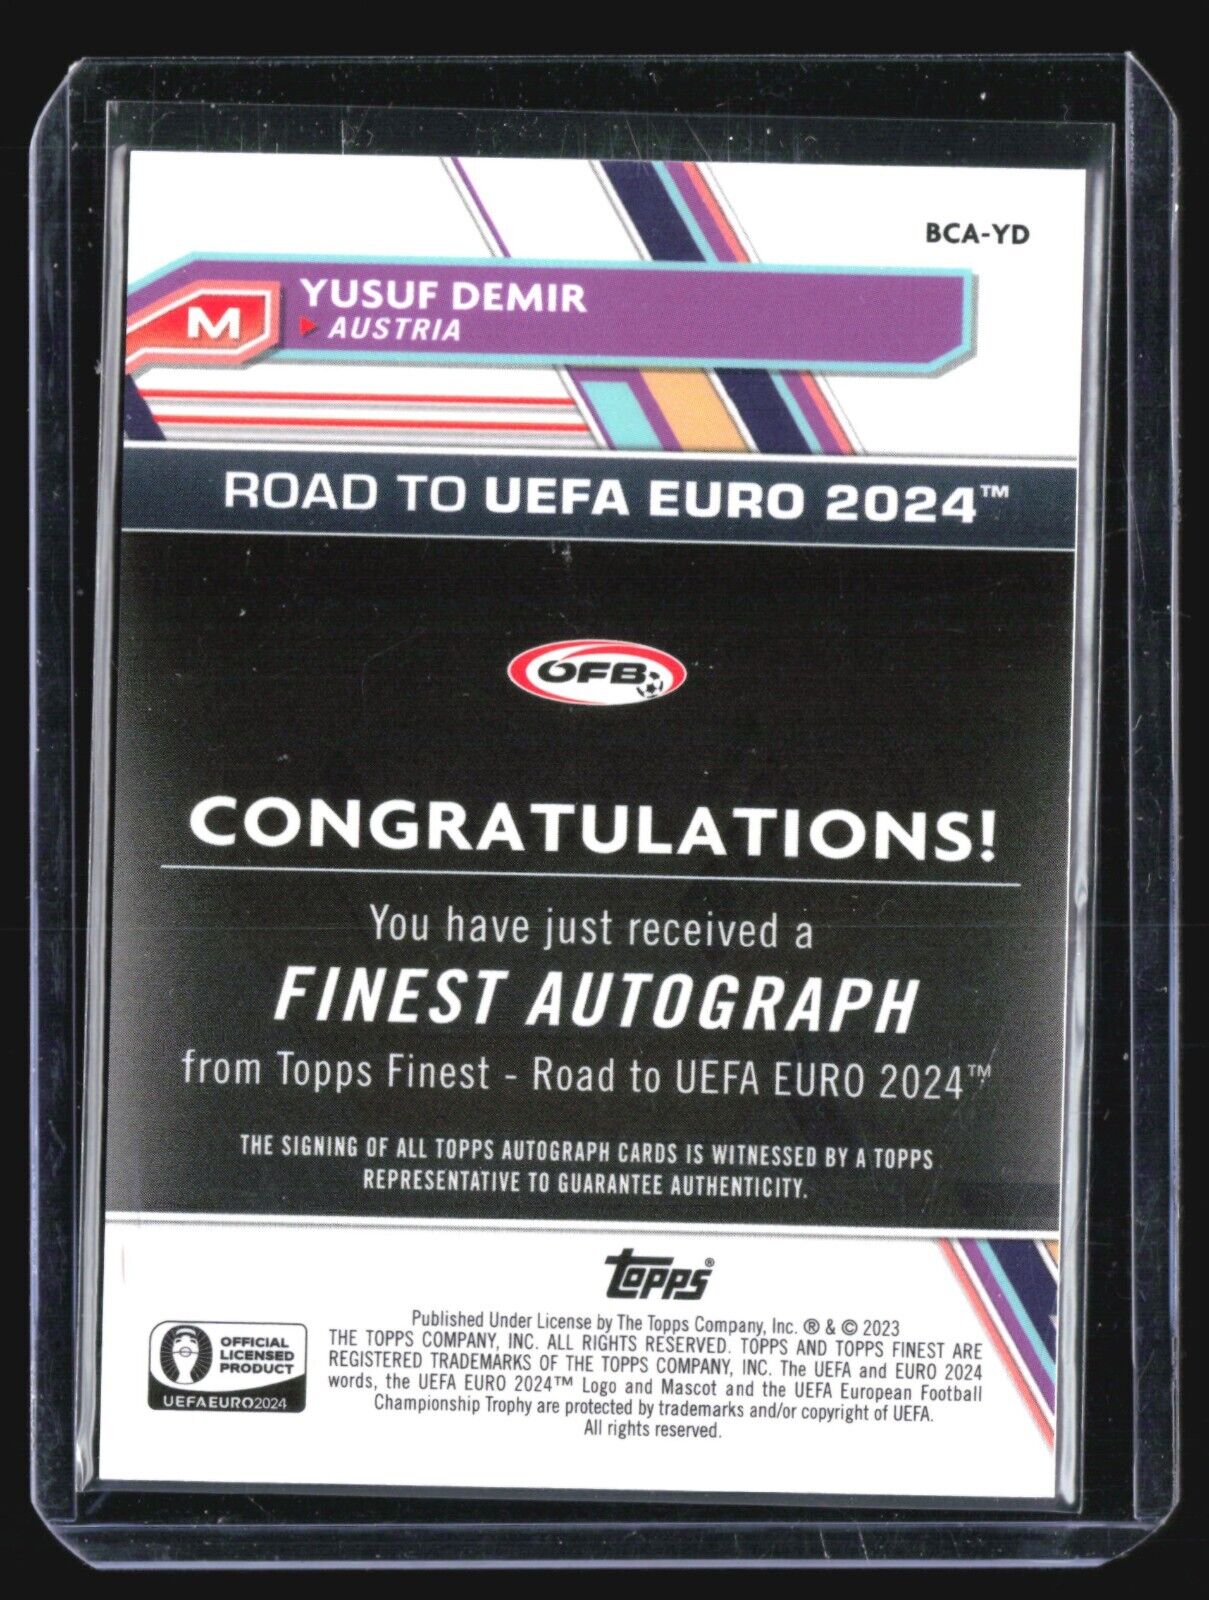 BCA-YD
M
YUSUF DEMIR
AUSTRIA
ROAD TO UEFA EURO 2024™
ÖFB
CONGRATULATIONS!
You have just received a
FINEST AUTOGRAPH
from Topps Finest - Road to UEFA EURO 2024™
THE SIGNING OF ALL TOPPS AUTOGRAPH CARDS IS WITNESSED BY A TOPPS
REPRESENTATIVE TO GUARANTEE AUTHENTICITY.
topps®
OFFICIAL
LICENSED
PRODUCT
UEFAEURO2024
Published Under License by The Topps Company, Inc. ® & © 2023
THE TOPPS COMPANY, INC. ALL RIGHTS RESERVED. TOPPS AND TOPPS FINEST ARE
REGISTERED TRADEMARKS OF THE TOPPS COMPANY, INC. The UEFA and EURO 2024
words, the UEFA EURO 2024™ Logo and Mascot and the UEFA European Football
Championship Trophy are protected by trademarks and/or copyright of UEFA.
All rights reserved.